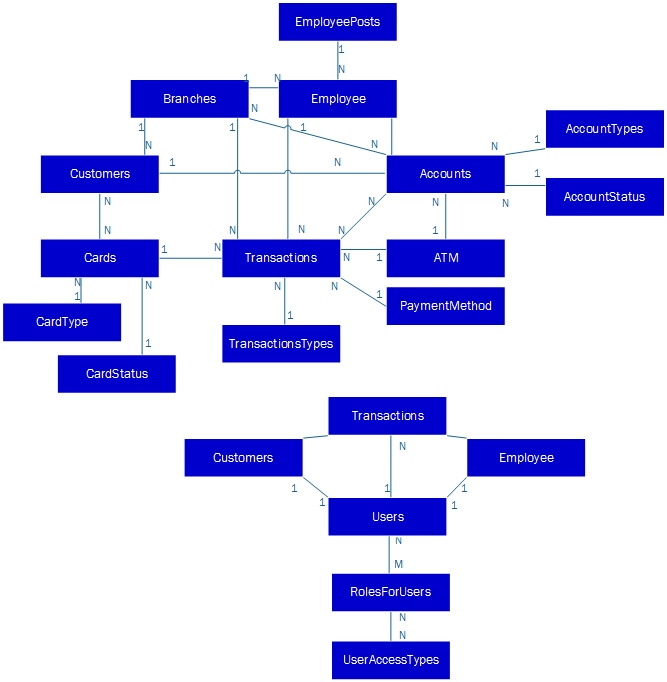 EmployeePosts
1
N
1 N
Branches Employee
N
1 1 1 N N 1 AccountTypes
N
Customers 1 N Accounts 1
AccountStatus
N N N N N
N N N N 1
Cards 1 N Transactions N 1 ATM
N N N N
1 1 PaymentMethod
CardType 1
1 TransactionsTypes
CardStatus
Transactions
N
Customers Employee
1 1 1
1 1
Users
N
M
RolesForUsers
N
N
UserAccessTypes